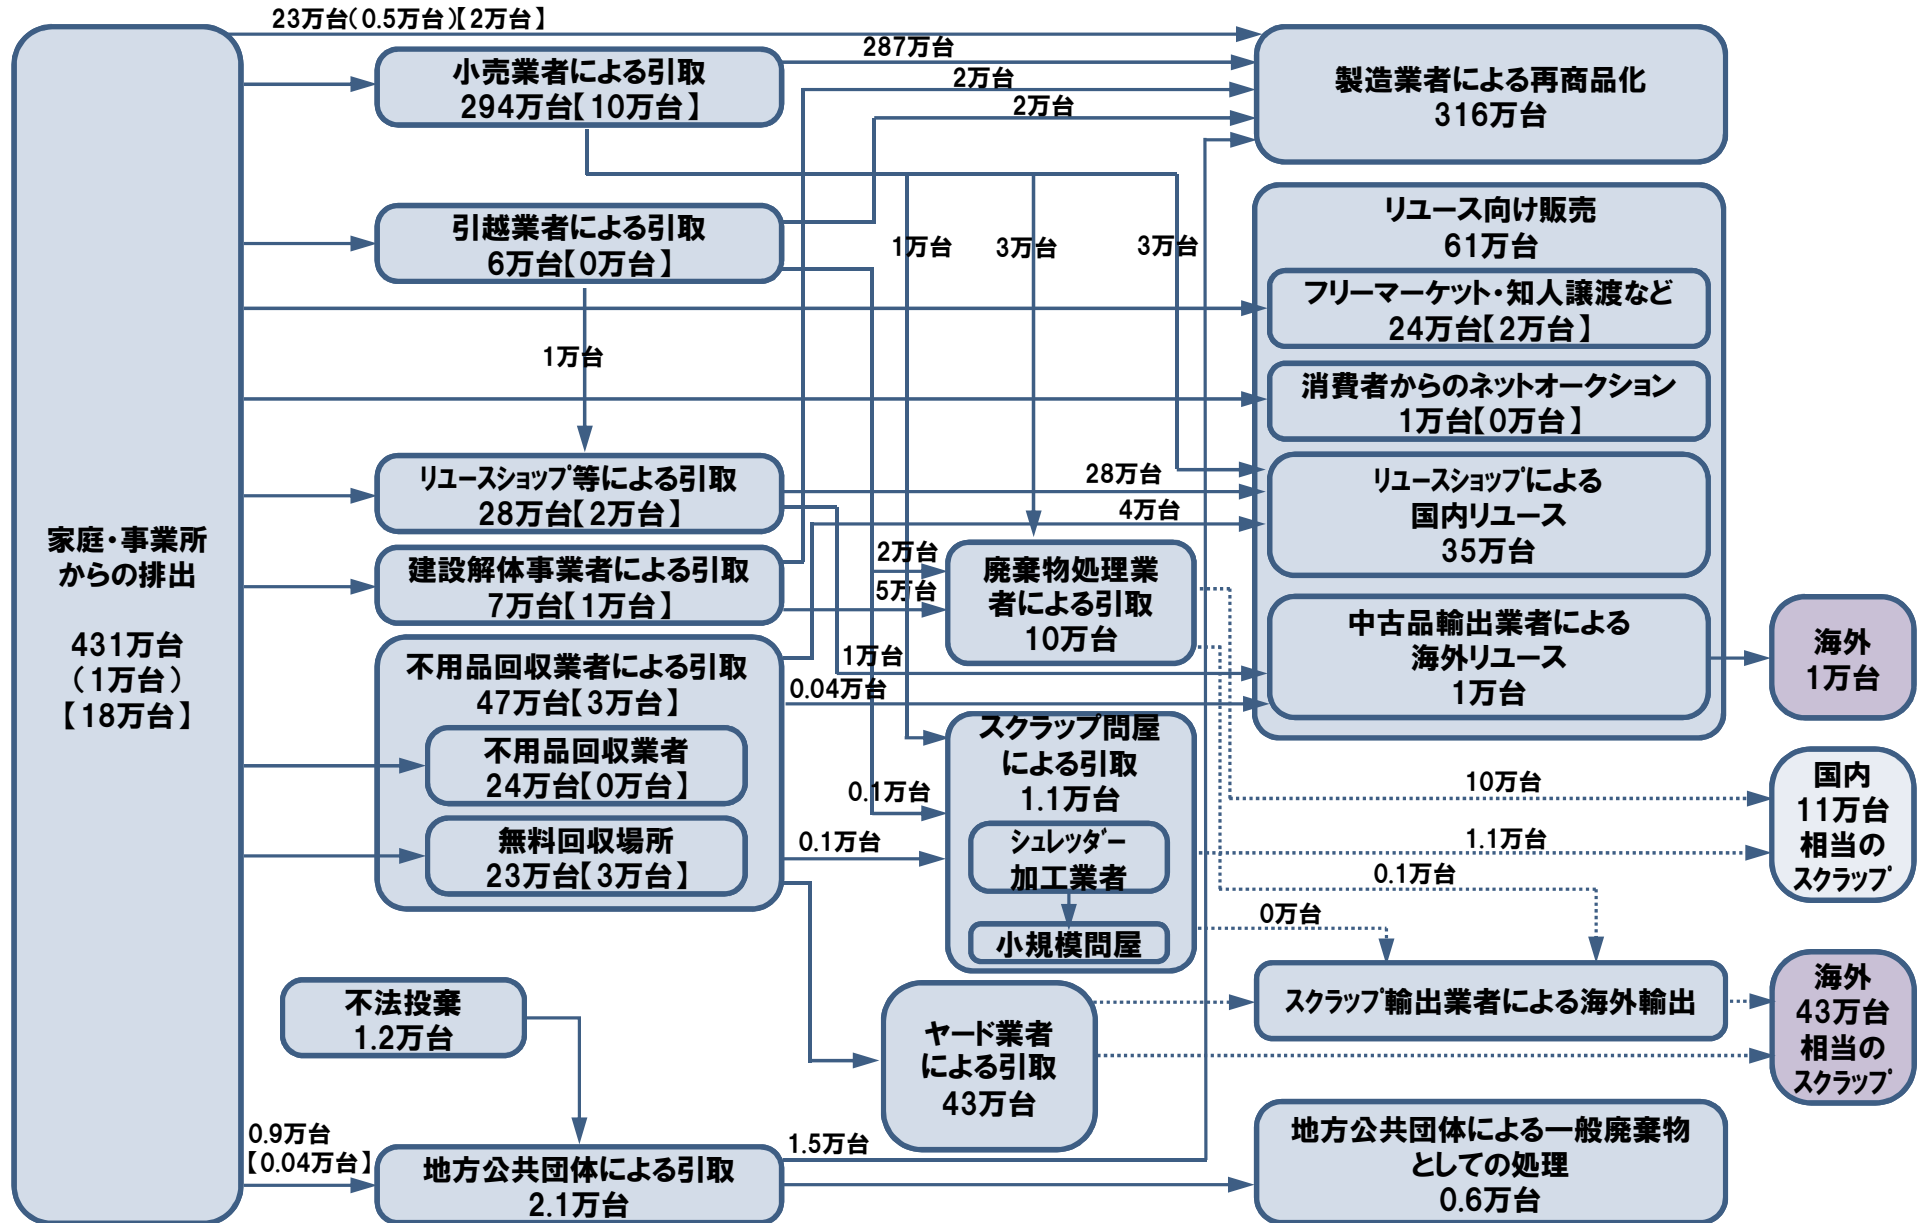 23万台(0.5万台)【2万台】
家庭・事業所
からの排出
431万台
(1万台)
【18万台】
小売業者による引取
294万台【10万台】
引越業者による引取
6万台【0万台】
1万台
リユースショップ等による引取
28万台【2万台】
建設解体事業者による引取
7万台【1万台】
不用品回収業者による引取
47万台【3万台】
不用品回収業者
24万台【0万台】
無料回収場所
23万台【3万台】
不法投棄
1.2万台
0.9万台
【0.04万台】
地方公共団体による引取
2.1万台
287万台
2万台
2万台
1万台
3万台
3万台
28万台
4万台
2万台
5万台
1万台
0.04万台
0.1万台
0.1万台
1.5万台
廃棄物処理業
者による引取
10万台
スクラップ問屋
による引取
1.1万台
シュレッダー
加工業者
小規模問屋
ヤード業者
による引取
43万台
製造業者による再商品化
316万台
リユース向け販売
61万台
フリーマーケット・知人譲渡など
24万台【2万台】
消費者からのネットオークション
1万台【0万台】
リユースショップによる
国内リユース
35万台
中古品輸出業者による
海外リユース
1万台
10万台
1.1万台
0.1万台
0万台
スクラップ輸出業者による海外輸出
地方公共団体による一般廃棄物
としての処理
0.6万台
海外
1万台
国内
11万台
相当の
スクラップ
海外
43万台
相当の
スクラップ